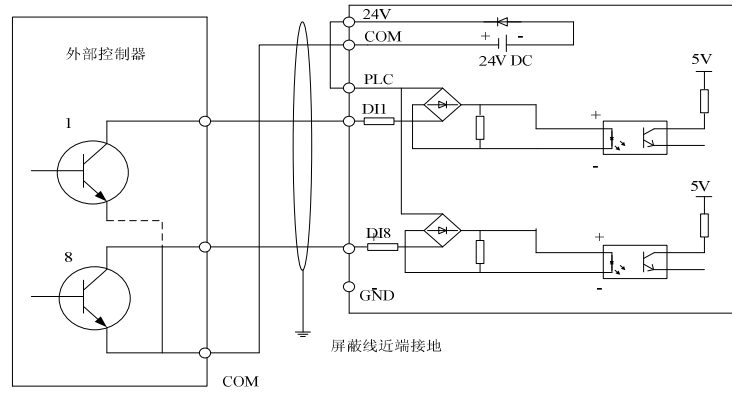 24V
外部控制器
COM
+ -
24V DC
5V
PLC
1
DI1
+
-
5V
8
DI8
+
+
-
-
GND
屏蔽线近端接地
COM